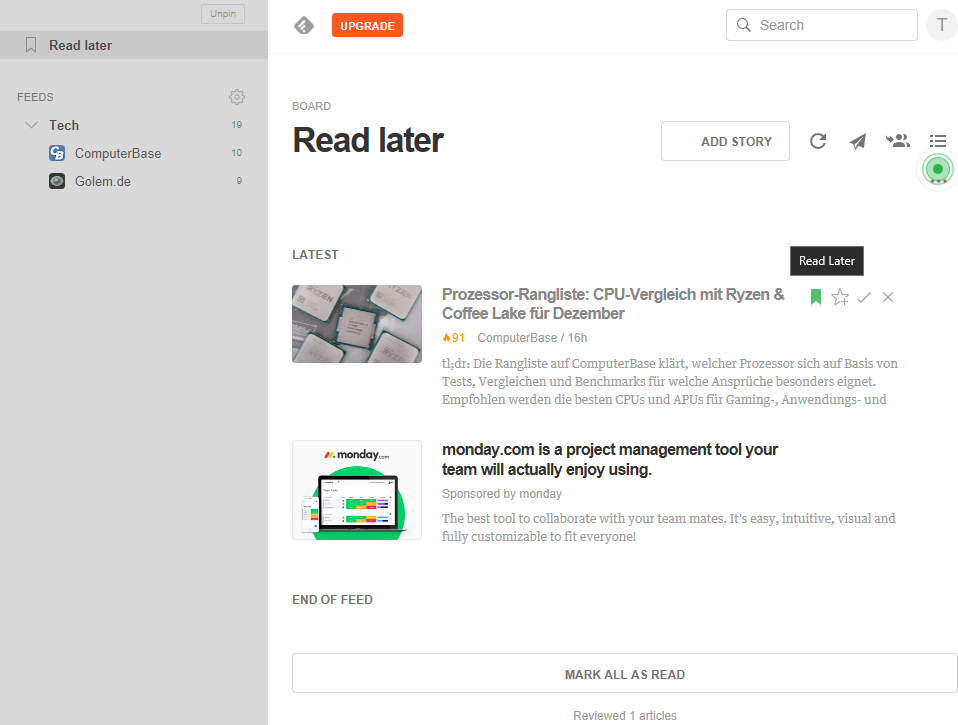 Unpin
Read later
FEEDS
Tech 19
ComputerBase 10
Golem.de 9
UPGRADE
Search
T
BOARD
Read later
ADD STORY
LATEST
Read Later
Prozessor-Rangliste: CPU-Vergleich mit Ryzen &
Coffee Lake für Dezember
91 ComputerBase / 16h
tl;dr: Die Rangliste auf ComputerBase klärt, welcher Prozessor sich auf Basis von
Tests, Vergleichen und Benchmarks für welche Ansprüche besonders eignet.
Empfohlen werden die besten CPUs und APUs für Gaming-, Anwendungs- und
monday.com
monday.com is a project management tool your
team will actually enjoy using.
Sponsored by monday
The best tool to collaborate with your team mates. It's easy, intuitive, visual and
fully customizable to fit everyone!
END OF FEED
MARK ALL AS READ
Reviewed 1 articles